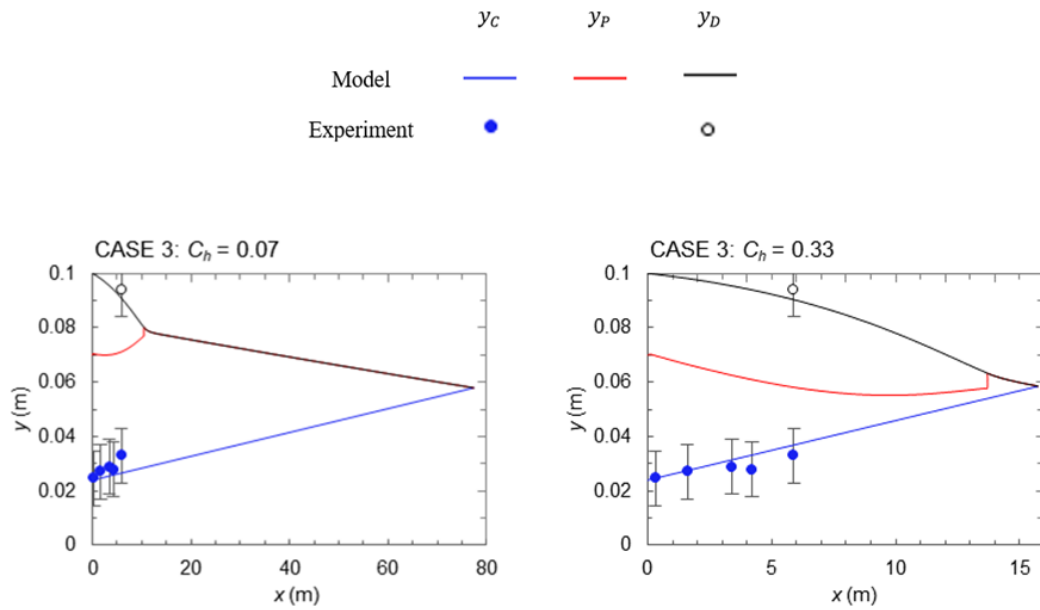 y_C y_P y_D
Model
Experiment
CASE 3: C_h = 0.07
0.1
0.08
0.06
0.04
0.02
0
y (m)
0 20 40 60 80
x (m)
CASE 3: C_h = 0.33
0.1
0.08
0.06
0.04
0.02
0
y (m)
0 5 10 15
x (m)